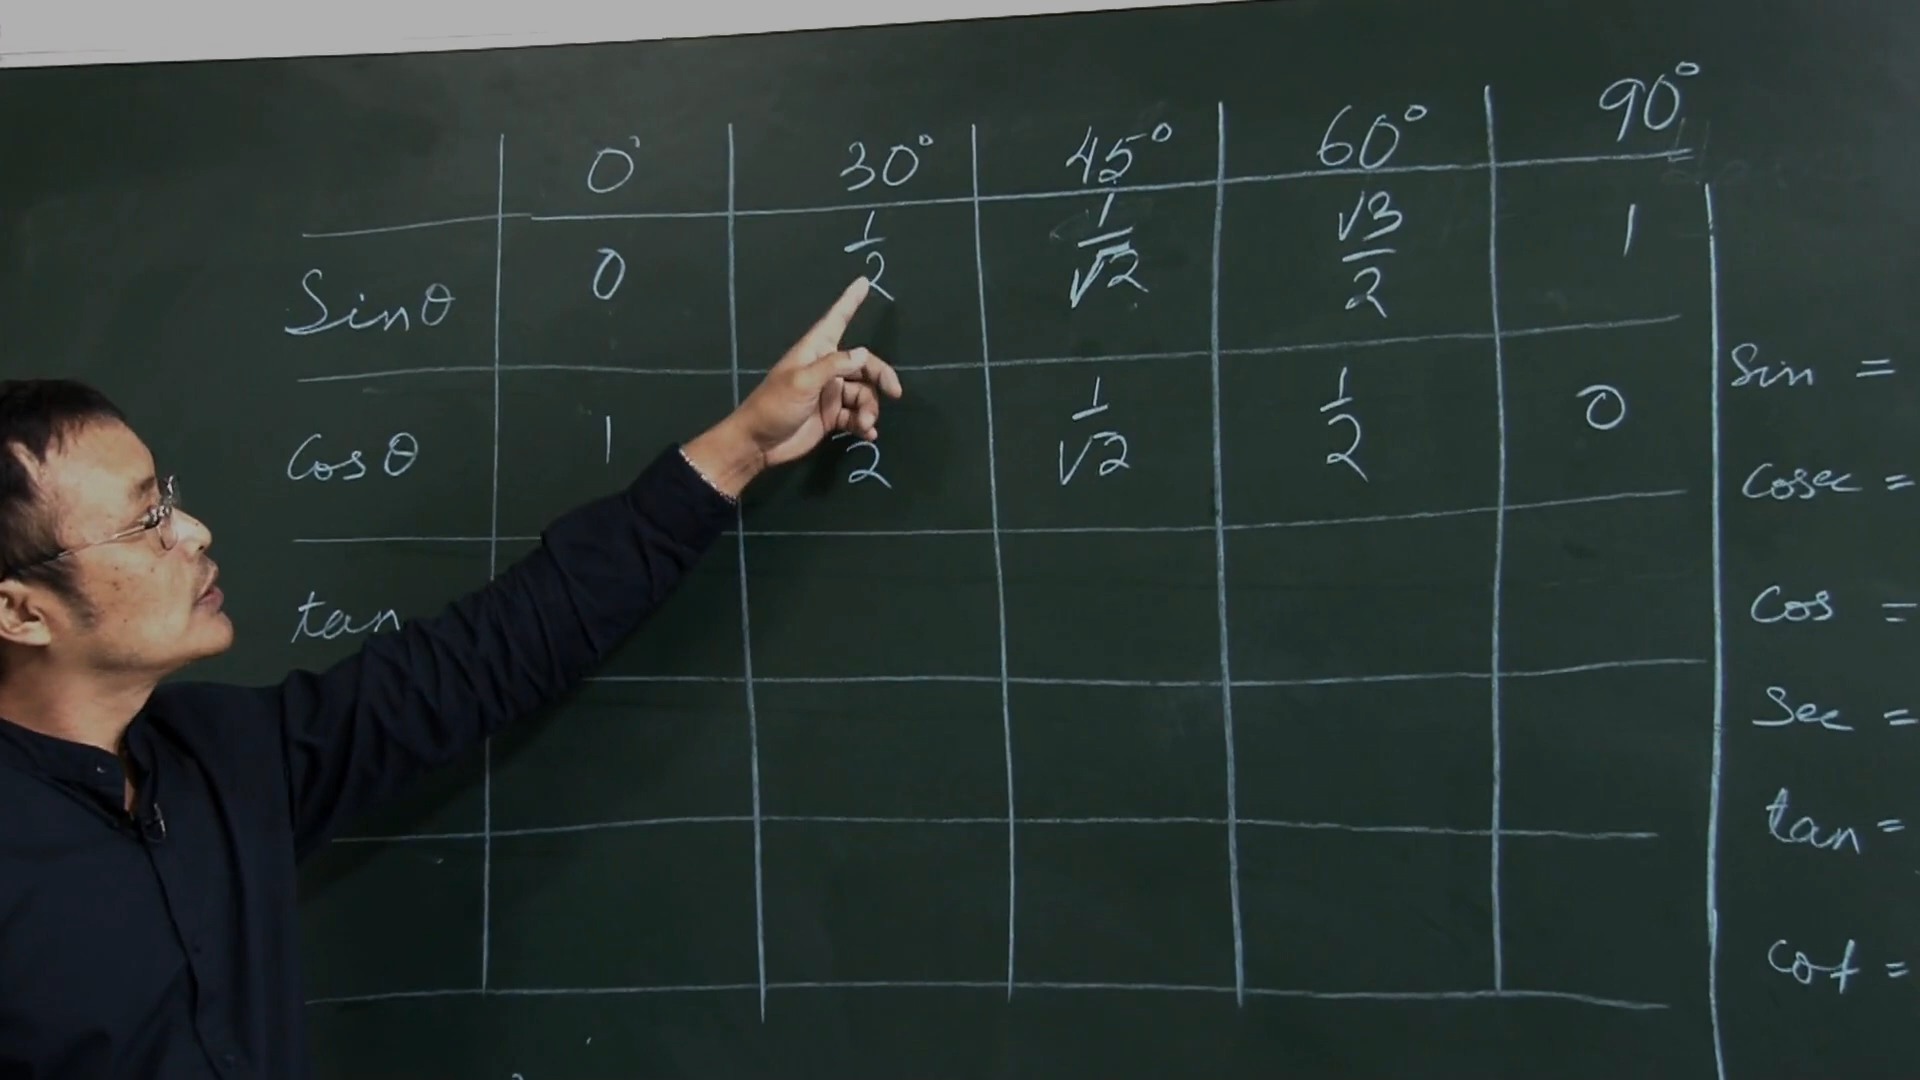 0° 30° 45° 60° 90°
Sinθ 0 1/2 1/√2 √3/2 1
Cosθ 1 2 1/√2 1/2 0
tan
Sin =
Cosec =
Cos =
Sec =
tan =
Cot =